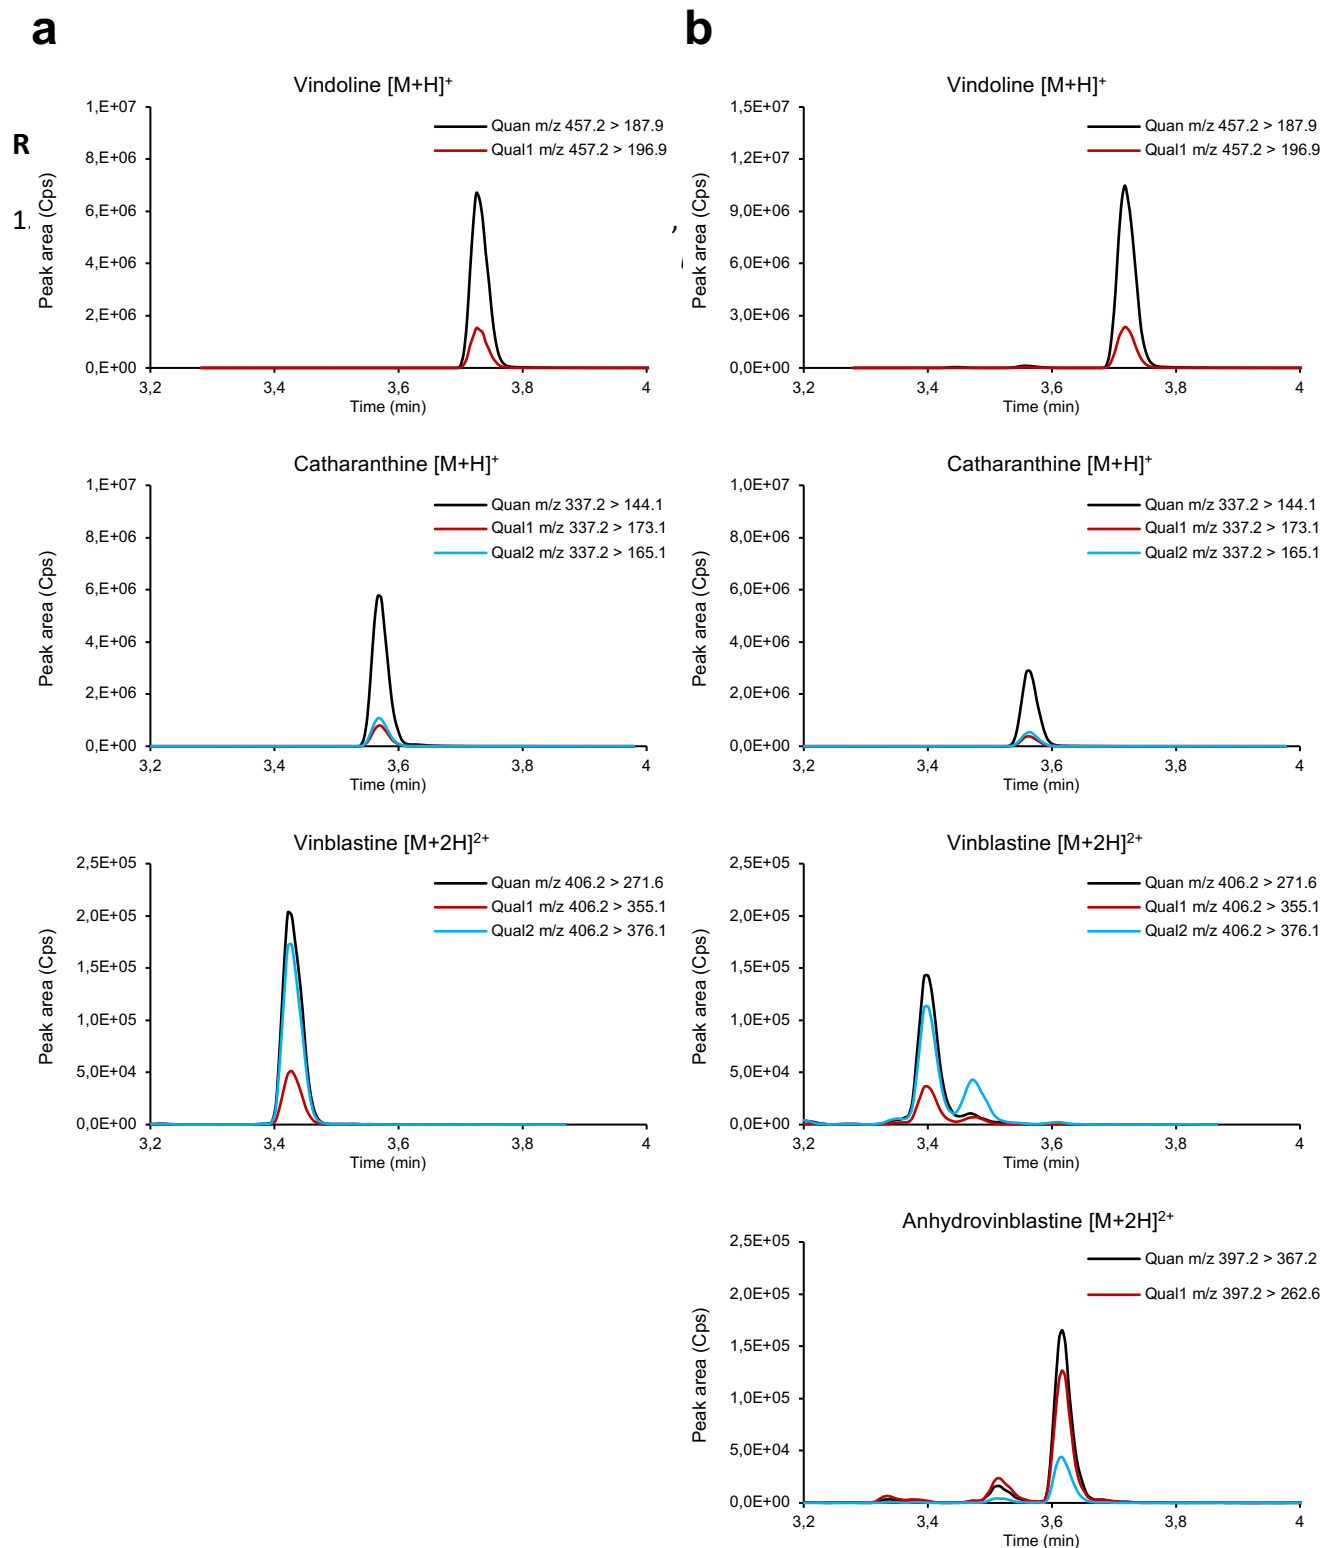 a
b
R
1.
,
Vindoline [M+H]+
1,E+07
8,E+06
6,E+06
4,E+06
2,E+06
0,E+00
Peak area (Cps)
Quan m/z 457.2 > 187.9
Qual1 m/z 457.2 > 196.9
3,2 3,4 3,6 3,8 4
Time (min)
Vindoline [M+H]+
1,5E+07
1,2E+07
9,0E+06
6,0E+06
3,0E+06
0,0E+00
Peak area (Cps)
Quan m/z 457.2 > 187.9
Qual1 m/z 457.2 > 196.9
3,2 3,4 3,6 3,8 4
Time (min)
Catharanthine [M+H]+
1,E+07
8,E+06
6,E+06
4,E+06
2,E+06
0,E+00
Peak area (Cps)
Quan m/z 337.2 > 144.1
Qual1 m/z 337.2 > 173.1
Qual2 m/z 337.2 > 165.1
3,2 3,4 3,6 3,8 4
Time (min)
Catharanthine [M+H]+
1,0E+07
8,0E+06
6,0E+06
4,0E+06
2,0E+06
0,0E+00
Peak area (Cps)
Quan m/z 337.2 > 144.1
Qual1 m/z 337.2 > 173.1
Qual2 m/z 337.2 > 165.1
3,2 3,4 3,6 3,8 4
Time (min)
Vinblastine [M+2H]2+
2,5E+05
2,0E+05
1,5E+05
1,0E+05
5,0E+04
0,0E+00
Peak area (Cps)
Quan m/z 406.2 > 271.6
Qual1 m/z 406.2 > 355.1
Qual2 m/z 406.2 > 376.1
3,2 3,4 3,6 3,8 4
Time (min)
Vinblastine [M+2H]2+
2,5E+05
2,0E+05
1,5E+05
1,0E+05
5,0E+04
0,0E+00
Peak area (Cps)
Quan m/z 406.2 > 271.6
Qual1 m/z 406.2 > 355.1
Qual2 m/z 406.2 > 376.1
3,2 3,4 3,6 3,8 4
Time (min)
Anhydrovinblastine [M+2H]2+
2,5E+05
2,0E+05
1,5E+05
1,0E+05
5,0E+04
0,0E+00
Peak area (Cps)
Quan m/z 397.2 > 367.2
Qual1 m/z 397.2 > 262.6
3,2 3,4 3,6 3,8 4
Time (min)